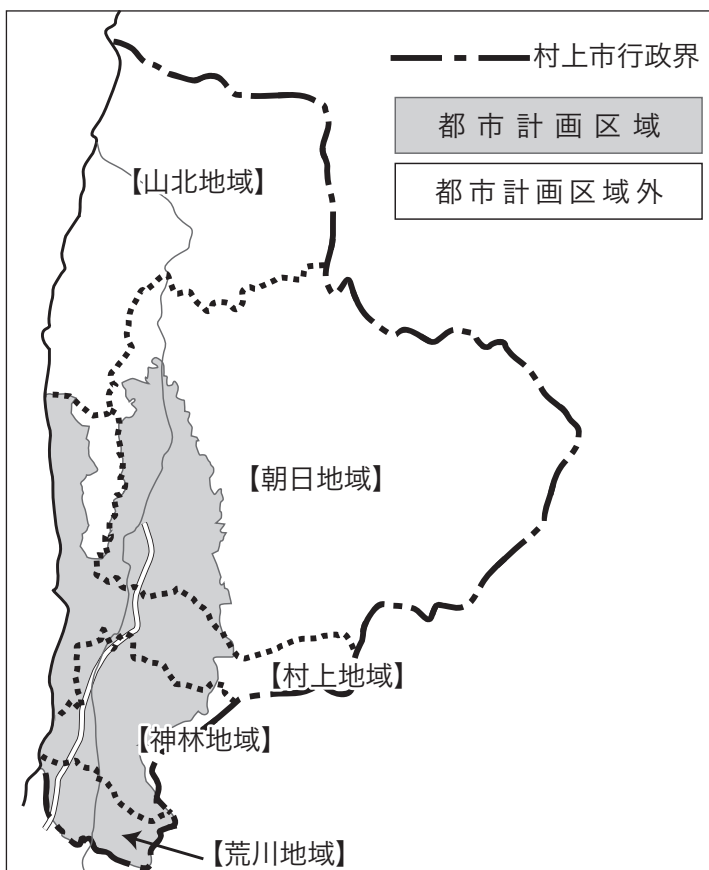 村上市行政界
都市計画区域
都市計画区域外
【山北地域】
【朝日地域】
【村上地域】
【神林地域】
【荒川地域】